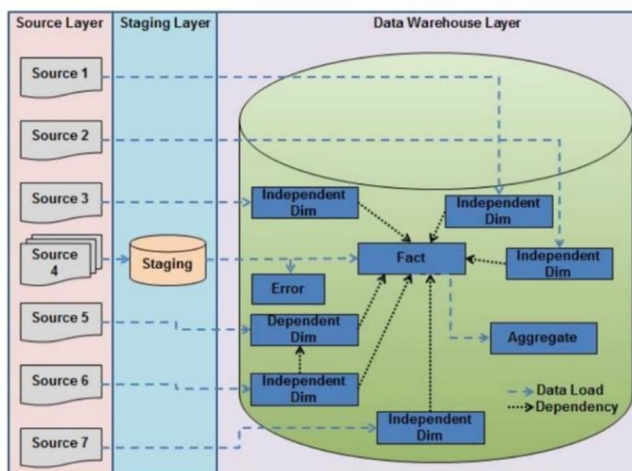 Source Layer
Staging Layer
Data Warehouse Layer
Source 1
Source 2
Source 3
Independent
Dim
Independent
Dim
Source
4
Staging
Fact
Independent
Dim
Error
Source 5
Dependent
Dim
Aggregate
Source 6
Independent
Dim
Data Load
Dependency
Source 7
Independent
Dim